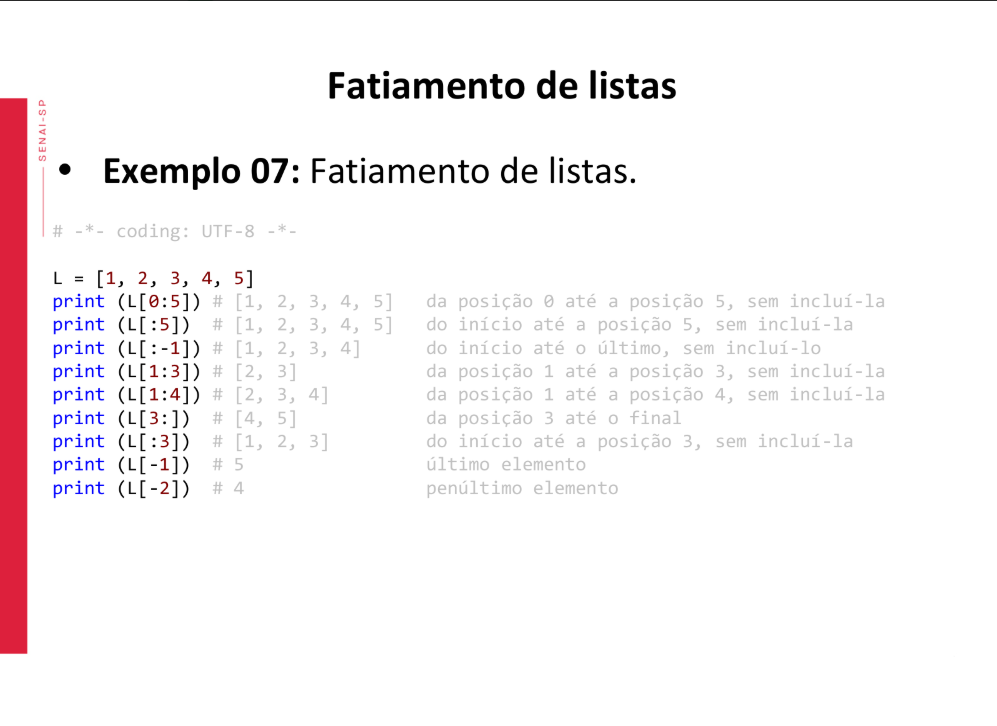 Fatiamento de listas
SENAI-SP
• Exemplo 07: Fatiamento de listas.
# -*- coding: UTF-8 -*-
L = [1, 2, 3, 4, 5]
print (L[0:5]) # [1, 2, 3, 4, 5]   da posição 0 até a posição 5, sem incluí-la
print (L[:5])  # [1, 2, 3, 4, 5]   do início até a posição 5, sem incluí-la
print (L[:-1]) # [1, 2, 3, 4]      do início até o último, sem incluí-lo
print (L[1:3]) # [2, 3]            da posição 1 até a posição 3, sem incluí-la
print (L[1:4]) # [2, 3, 4]         da posição 1 até a posição 4, sem incluí-la
print (L[3:])  # [4, 5]            da posição 3 até o final
print (L[:3])  # [1, 2, 3]         do início até a posição 3, sem incluí-la
print (L[-1])  # 5                 último elemento
print (L[-2])  # 4                 penúltimo elemento